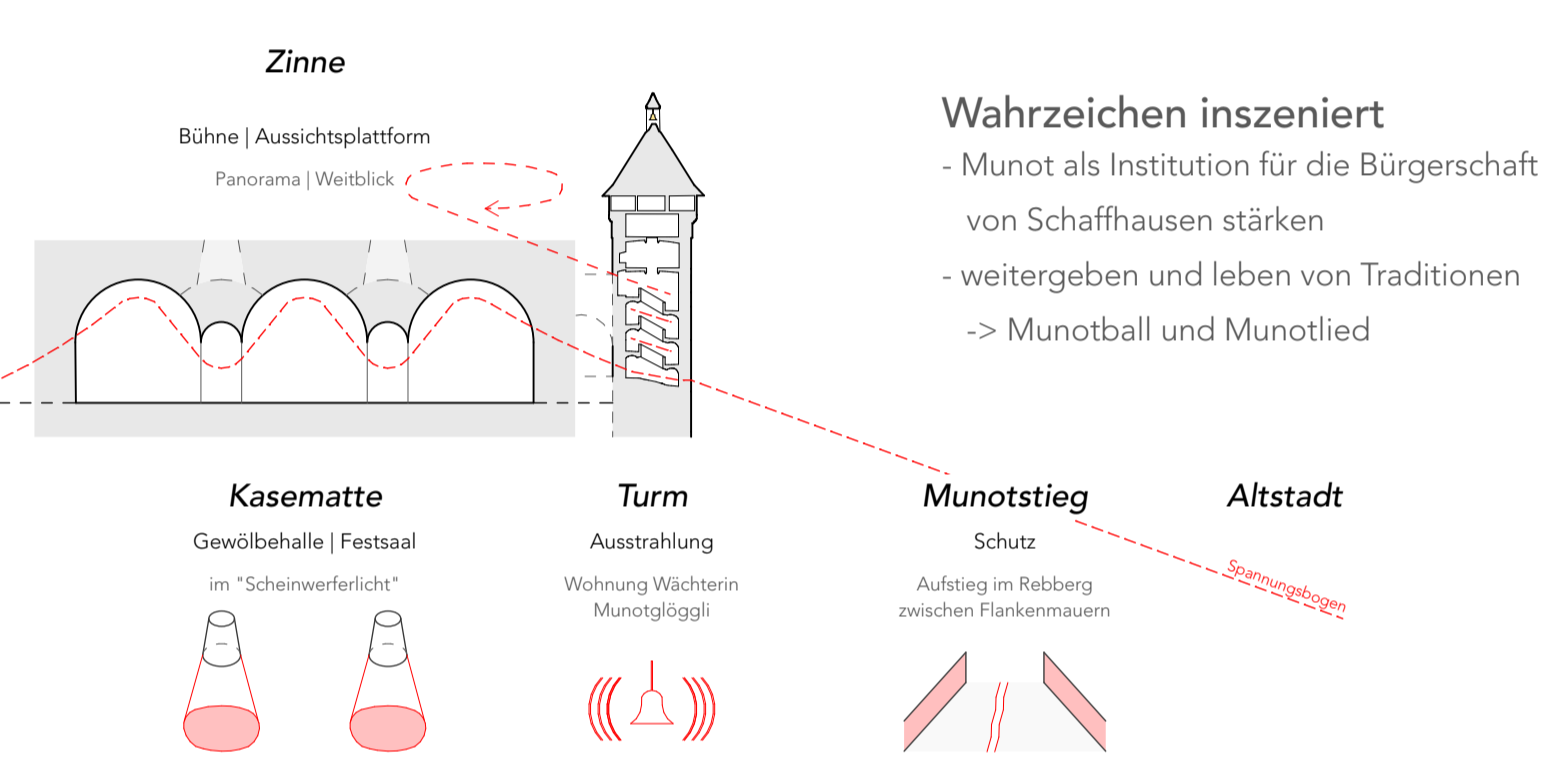 Zinne
Bühne | Aussichtsplattform
Panorama | Weitblick
Wahrzeichen inszeniert
- Munot als Institution für die Bürgerschaft
von Schaffhausen stärken
- weitergeben und leben von Traditionen
-> Munotball und Munotlied
Kasematte
Gewölbehalle | Festsaal
im "Scheinwerferlicht"
Turm
Ausstrahlung
Wohnung Wächterin
Munotglöggli
Munotstieg
Schutz
Aufstieg im Rebberg
zwischen Flankenmauern
Altstadt
Spannungsbogen